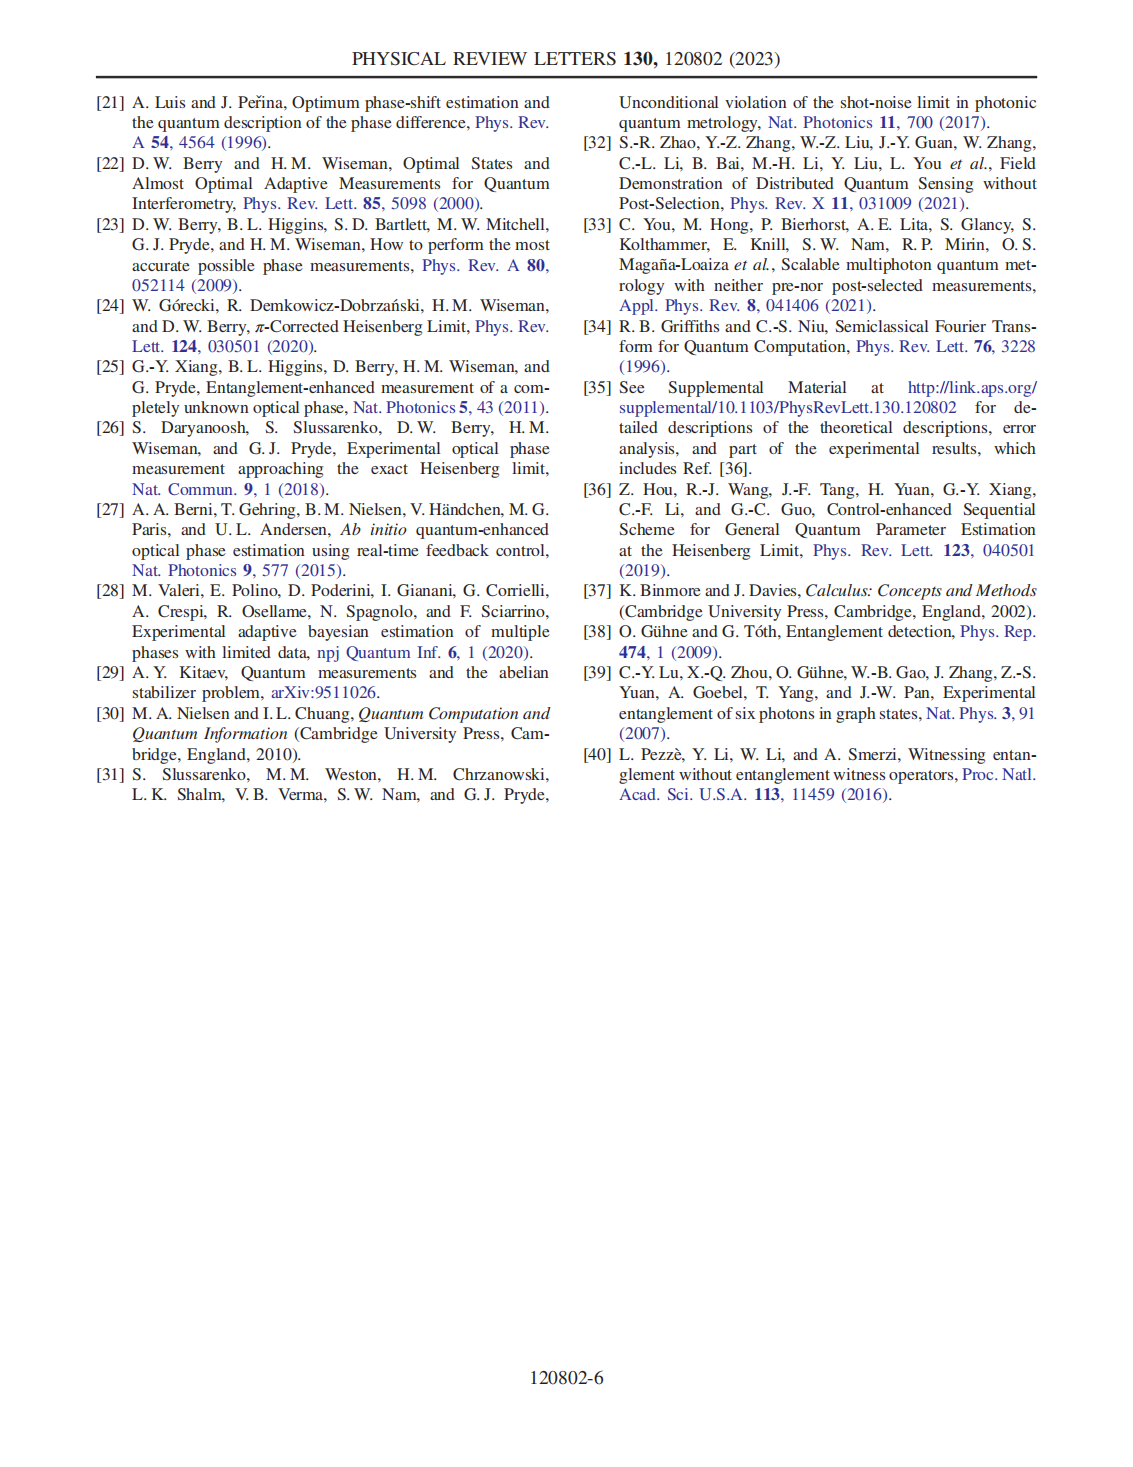 PHYSICAL REVIEW LETTERS 130, 120802 (2023)
[21] A. Luis and J. Peřina, Optimum phase-shift estimation and
the quantum description of the phase difference, Phys. Rev.
A 54, 4564 (1996).
[22] D. W. Berry and H. M. Wiseman, Optimal States and
Almost Optimal Adaptive Measurements for Quantum
Interferometry, Phys. Rev. Lett. 85, 5098 (2000).
[23] D. W. Berry, B. L. Higgins, S. D. Bartlett, M. W. Mitchell,
G. J. Pryde, and H. M. Wiseman, How to perform the most
accurate possible phase measurements, Phys. Rev. A 80,
052114 (2009).
[24] W. Górecki, R. Demkowicz-Dobrzański, H. M. Wiseman,
and D. W. Berry, π-Corrected Heisenberg Limit, Phys. Rev.
Lett. 124, 030501 (2020).
[25] G.-Y. Xiang, B. L. Higgins, D. Berry, H. M. Wiseman, and
G. Pryde, Entanglement-enhanced measurement of a com-
pletely unknown optical phase, Nat. Photonics 5, 43 (2011).
[26] S. Daryanoosh, S. Slussarenko, D. W. Berry, H. M.
Wiseman, and G. J. Pryde, Experimental optical phase
measurement approaching the exact Heisenberg limit,
Nat. Commun. 9, 1 (2018).
[27] A. A. Berni, T. Gehring, B. M. Nielsen, V. Händchen, M. G.
Paris, and U. L. Andersen, Ab initio quantum-enhanced
optical phase estimation using real-time feedback control,
Nat. Photonics 9, 577 (2015).
[28] M. Valeri, E. Polino, D. Poderini, I. Gianani, G. Corrielli,
A. Crespi, R. Osellame, N. Spagnolo, and F. Sciarrino,
Experimental adaptive bayesian estimation of multiple
phases with limited data, npj Quantum Inf. 6, 1 (2020).
[29] A. Y. Kitaev, Quantum measurements and the abelian
stabilizer problem, arXiv:9511026.
[30] M. A. Nielsen and I. L. Chuang, Quantum Computation and
Quantum Information (Cambridge University Press, Cam-
bridge, England, 2010).
[31] S. Slussarenko, M. M. Weston, H. M. Chrzanowski,
L. K. Shalm, V. B. Verma, S. W. Nam, and G. J. Pryde,
Unconditional violation of the shot-noise limit in photonic
quantum metrology, Nat. Photonics 11, 700 (2017).
[32] S.-R. Zhao, Y.-Z. Zhang, W.-Z. Liu, J.-Y. Guan, W. Zhang,
C.-L. Li, B. Bai, M.-H. Li, Y. Liu, L. You et al., Field
Demonstration of Distributed Quantum Sensing without
Post-Selection, Phys. Rev. X 11, 031009 (2021).
[33] C. You, M. Hong, P. Bierhorst, A. E. Lita, S. Glancy, S.
Kolthammer, E. Knill, S. W. Nam, R. P. Mirin, O. S.
Magaña-Loaiza et al., Scalable multiphoton quantum met-
rology with neither pre-nor post-selected measurements,
Appl. Phys. Rev. 8, 041406 (2021).
[34] R. B. Griffiths and C.-S. Niu, Semiclassical Fourier Trans-
form for Quantum Computation, Phys. Rev. Lett. 76, 3228
(1996).
[35] See Supplemental Material at http://link.aps.org/
supplemental/10.1103/PhysRevLett.130.120802 for de-
tailed descriptions of the theoretical descriptions, error
analysis, and part of the experimental results, which
includes Ref. [36].
[36] Z. Hou, R.-J. Wang, J.-F. Tang, H. Yuan, G.-Y. Xiang,
C.-F. Li, and G.-C. Guo, Control-enhanced Sequential
Scheme for General Quantum Parameter Estimation
at the Heisenberg Limit, Phys. Rev. Lett. 123, 040501
(2019).
[37] K. Binmore and J. Davies, Calculus: Concepts and Methods
(Cambridge University Press, Cambridge, England, 2002).
[38] O. Gühne and G. Tóth, Entanglement detection, Phys. Rep.
474, 1 (2009).
[39] C.-Y. Lu, X.-Q. Zhou, O. Gühne, W.-B. Gao, J. Zhang, Z.-S.
Yuan, A. Goebel, T. Yang, and J.-W. Pan, Experimental
entanglement of six photons in graph states, Nat. Phys. 3, 91
(2007).
[40] L. Pezzè, Y. Li, W. Li, and A. Smerzi, Witnessing entan-
glement without entanglement witness operators, Proc. Natl.
Acad. Sci. U.S.A. 113, 11459 (2016).
120802-6